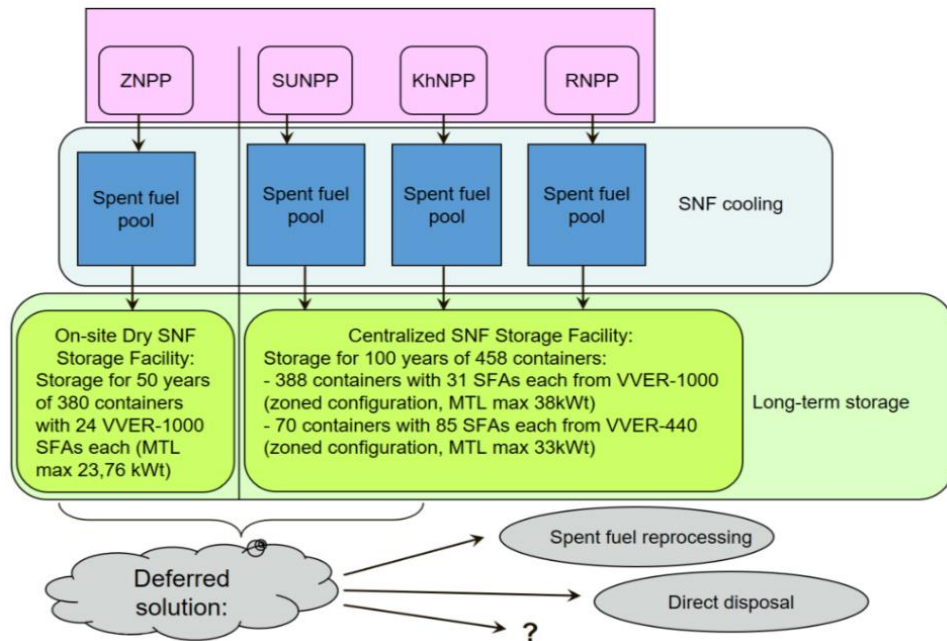 ZNPP
SUNPP
KhNPP
RNPP
Spent fuel
pool
Spent fuel
pool
Spent fuel
pool
Spent fuel
pool
SNF cooling
On-site Dry SNF
Storage Facility:
Storage for 50 years
of 380 containers
with 24 VVER-1000
SFAs each (MTL
max 23,76 kWt)
Centralized SNF Storage Facility:
Storage for 100 years of 458 containers:
- 388 containers with 31 SFAs each from VVER-1000
(zoned configuration, MTL max 38kWt)
- 70 containers with 85 SFAs each from VVER-440
(zoned configuration, MTL max 33kWt)
Long-term storage
Deferred
solution:
Spent fuel reprocessing
Direct disposal
?